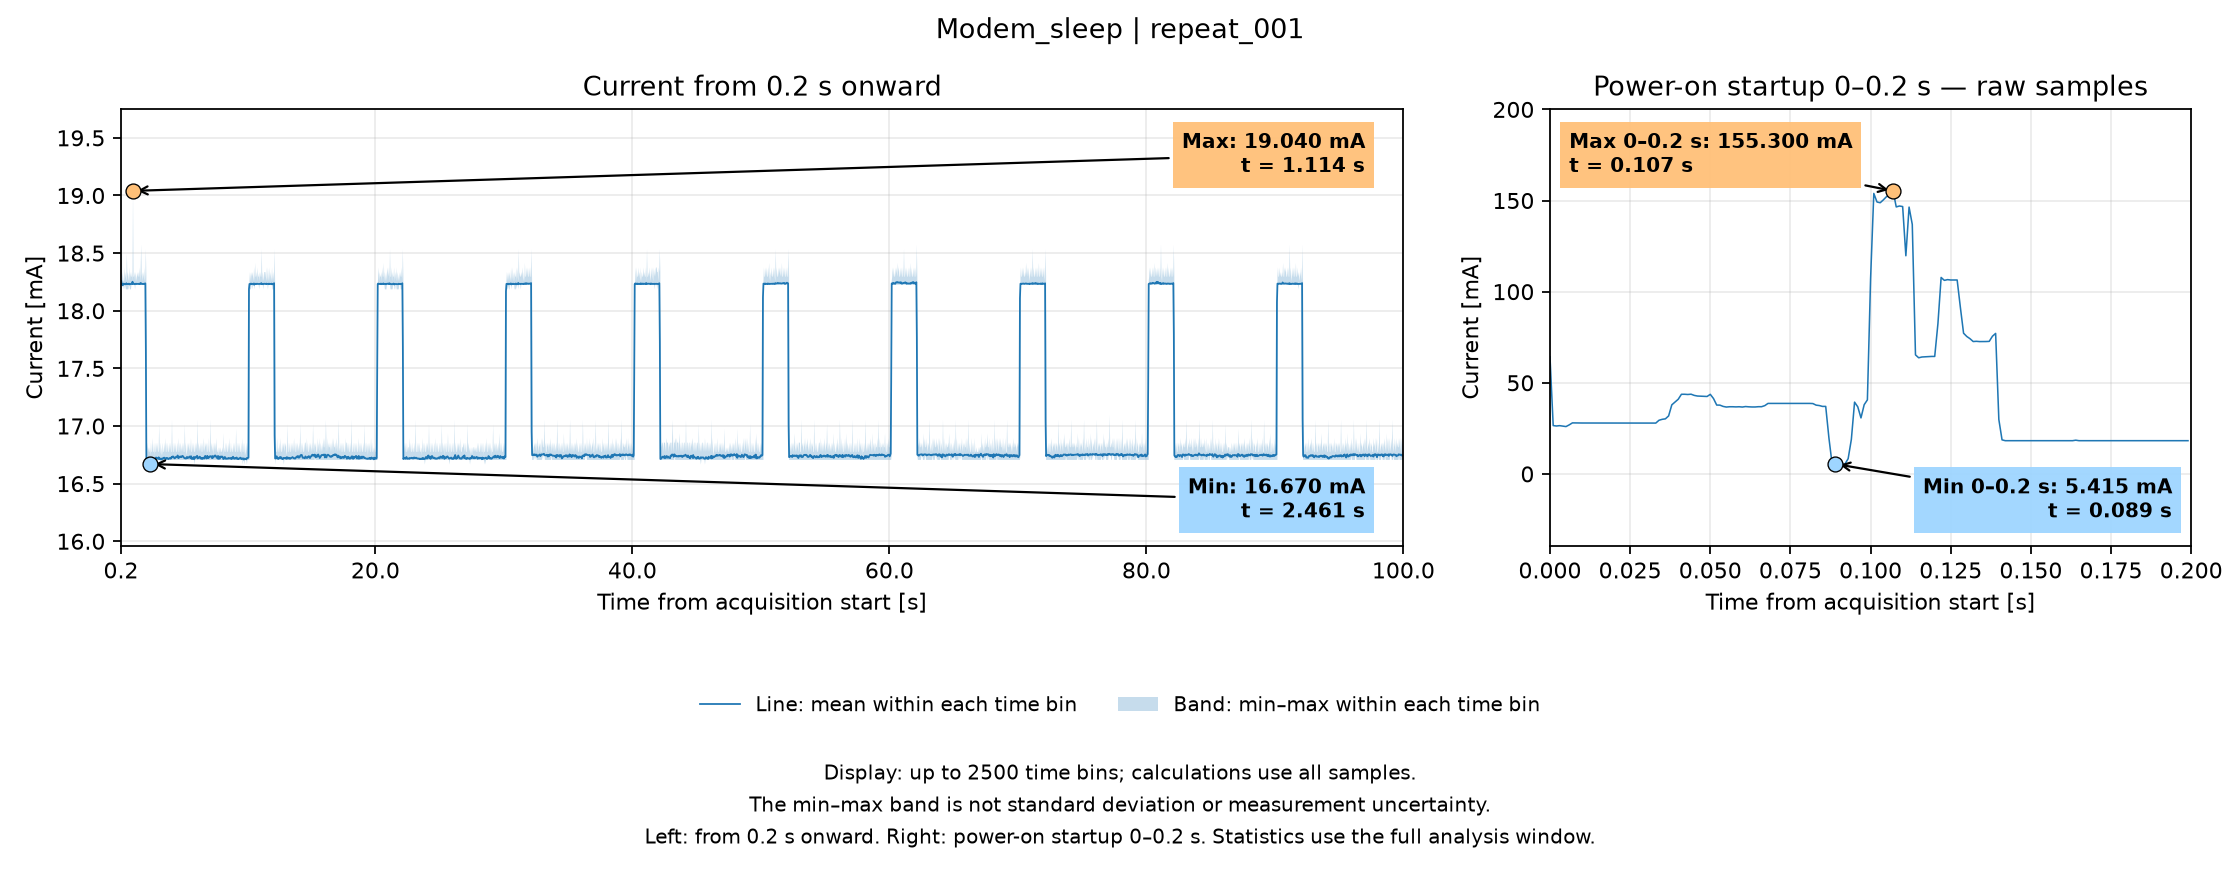 Modem_sleep | repeat_001
Current from 0.2 s onward
Current [mA]
19.5
19.0
18.5
18.0
17.5
17.0
16.5
16.0
Max: 19.040 mA
t = 1.114 s
Min: 16.670 mA
t = 2.461 s
0.2
20.0
40.0
60.0
80.0
100.0
Time from acquisition start [s]
Power-on startup 0–0.2 s — raw samples
Current [mA]
200
150
100
50
0
Max 0–0.2 s: 155.300 mA
t = 0.107 s
Min 0–0.2 s: 5.415 mA
t = 0.089 s
0.000
0.025
0.050
0.075
0.100
0.125
0.150
0.175
0.200
Time from acquisition start [s]
Line: mean within each time bin
Band: min–max within each time bin
Display: up to 2500 time bins; calculations use all samples.
The min–max band is not standard deviation or measurement uncertainty.
Left: from 0.2 s onward. Right: power-on startup 0–0.2 s. Statistics use the full analysis window.